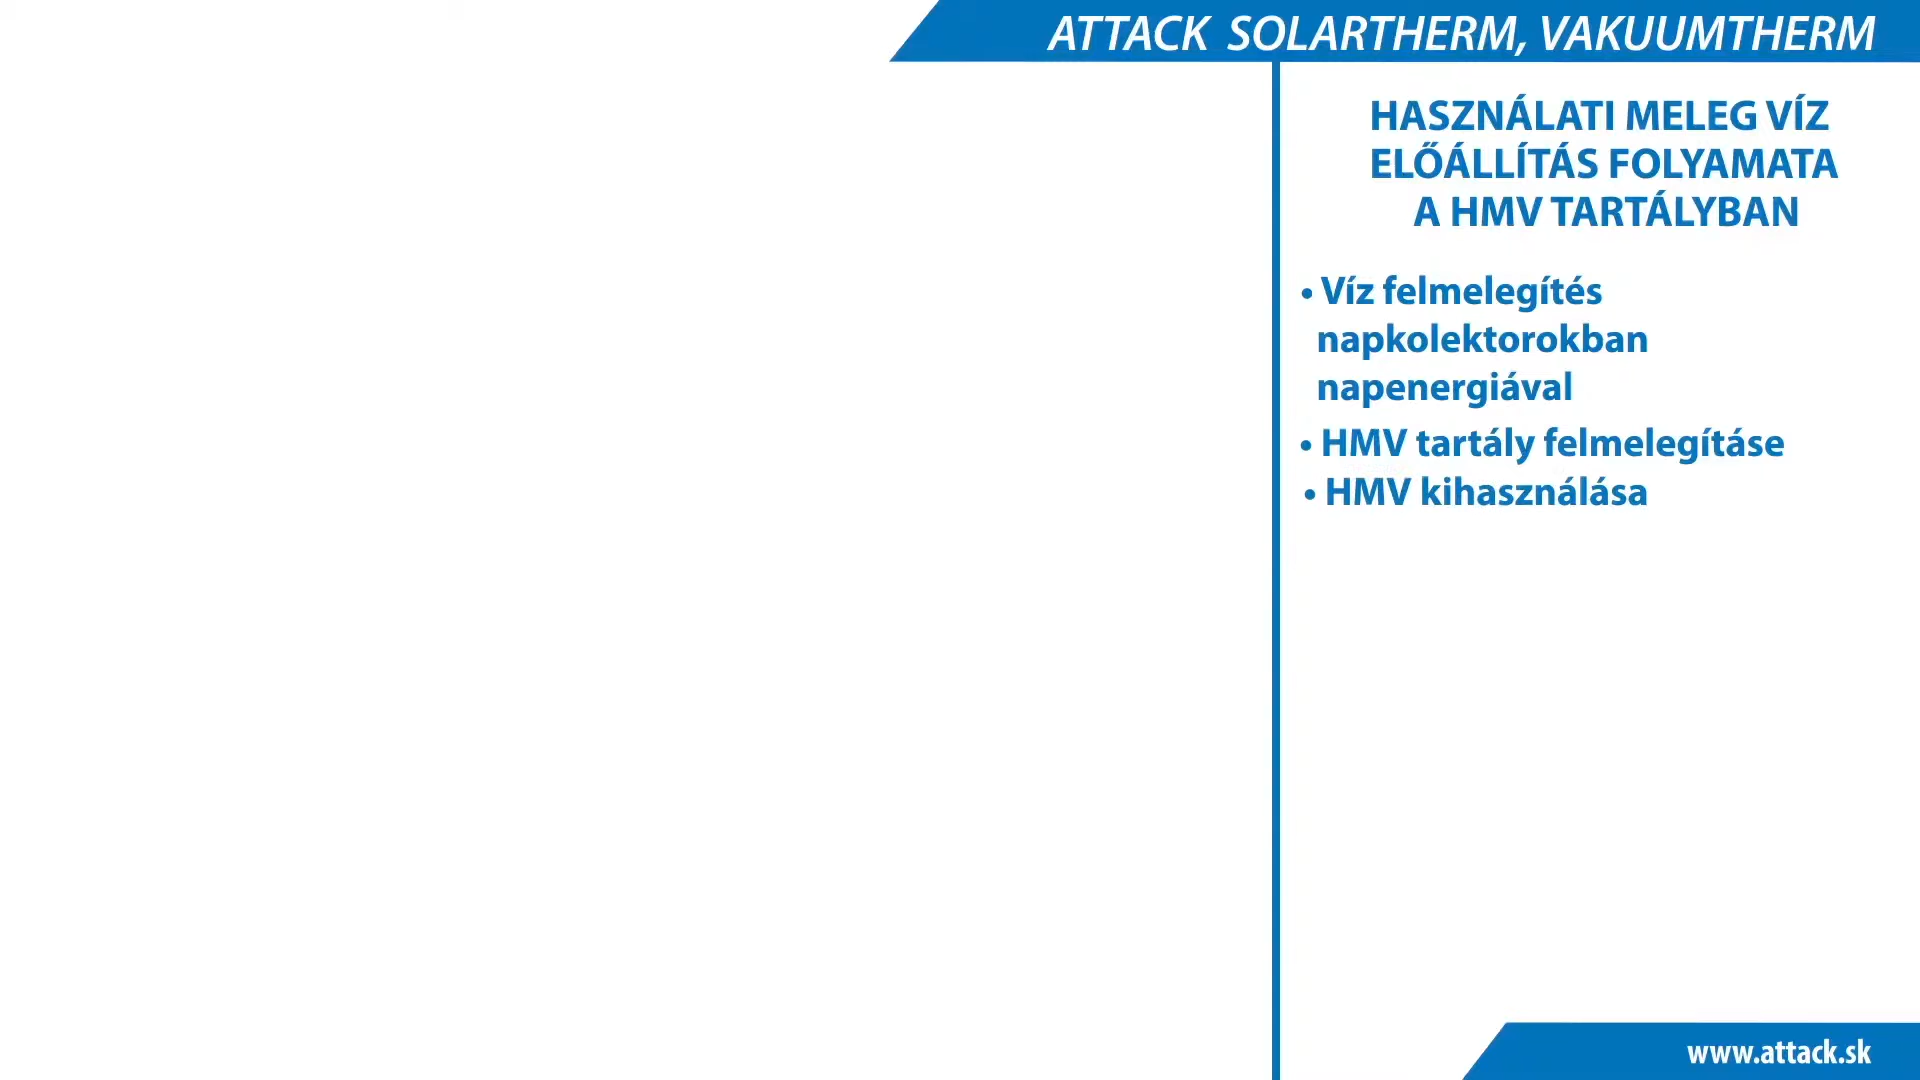 ATTACK SOLARTHERM, VAKUUMTHERM
HASZNÁLATI MELEG VÍZ
ELŐÁLLÍTÁS FOLYAMATA
A HMV TARTÁLYBAN
• Víz felmelegítés
napkolektorokban
napenergiával
• HMV tartály felmelegításe
• HMV kihasználása
www.attack.sk